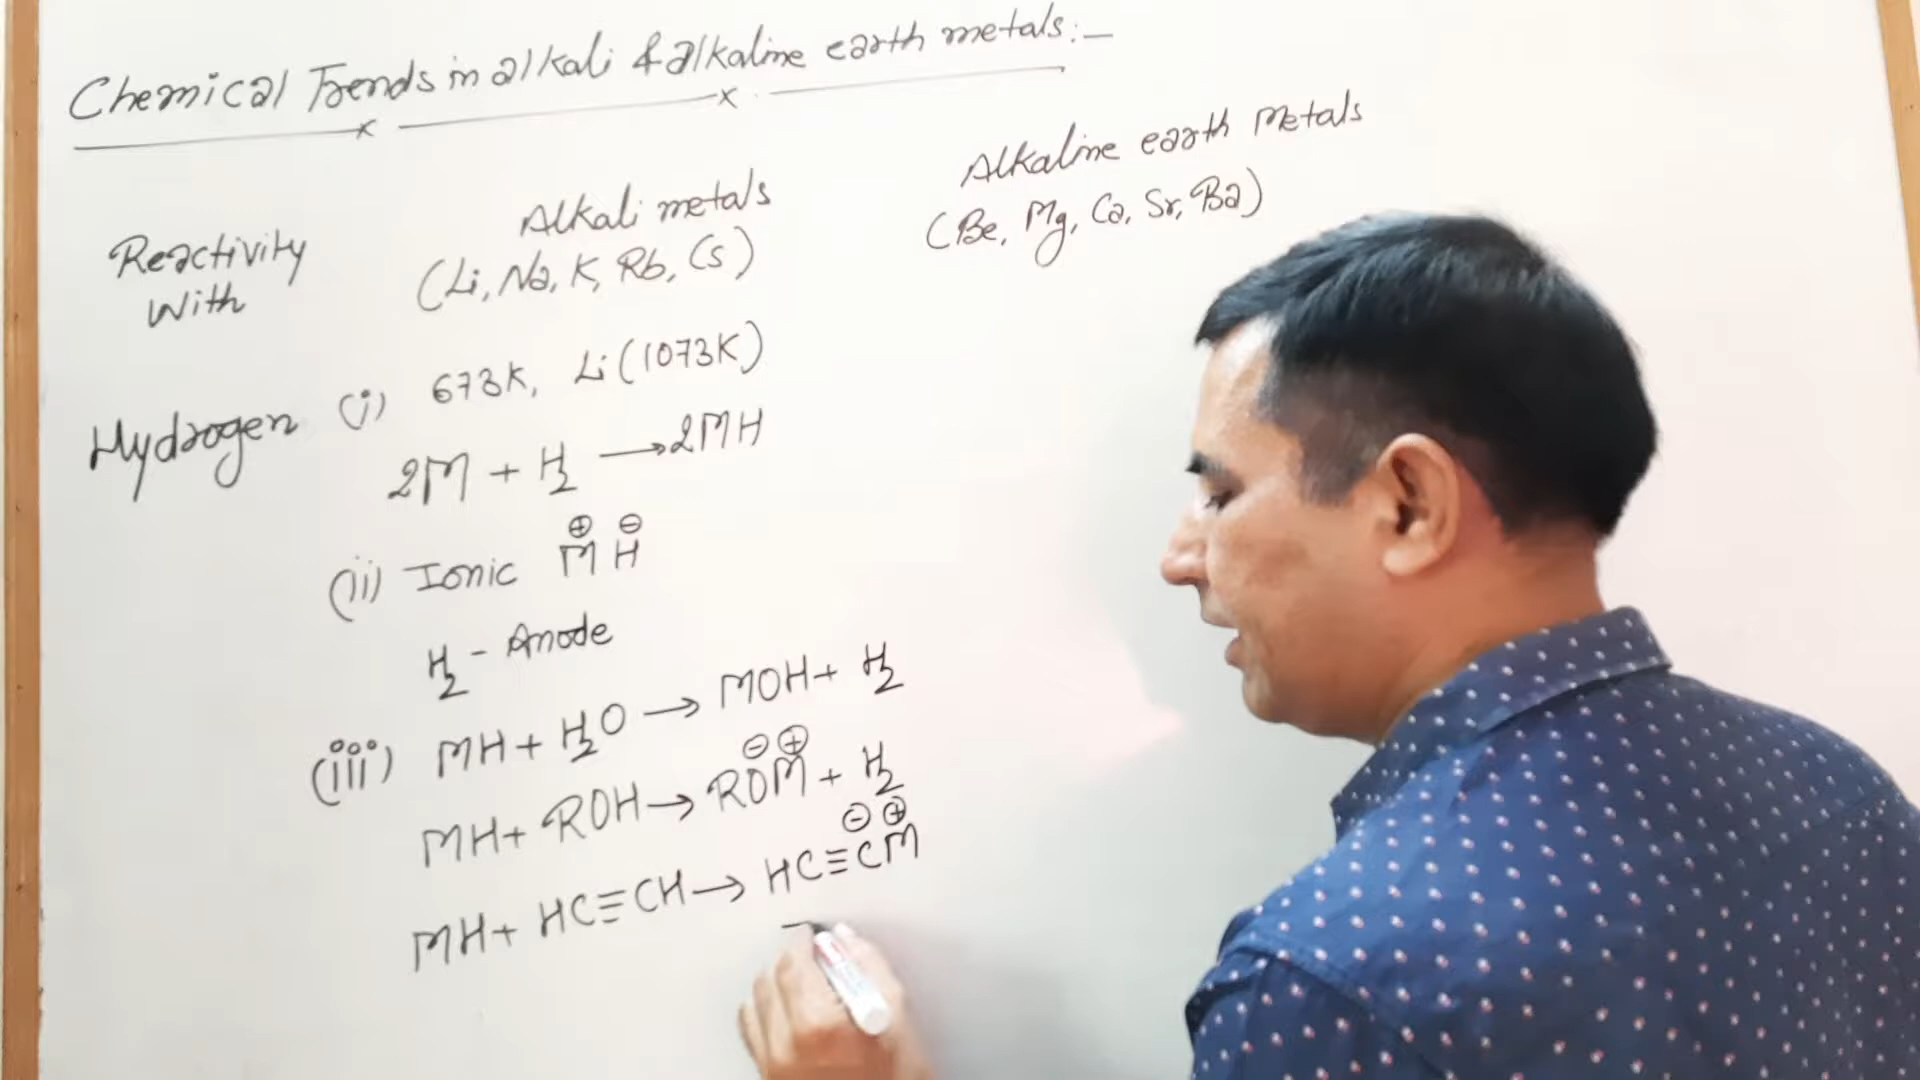 Chemical Trends in alkali & alkaline earth metals:-
Reactivity With
Alkali metals
(Li, Na, K, Rb, Cs)
Alkaline earth Metals
(Be, Mg, Ca, Sr, Ba)
Hydrogen (i) 673K, Li (1073K)
2M + H₂ → 2MH
(ii) Ionic M⊕ H⊖
H₂ - Anode
(iii) MH + H₂O → MOH + H₂
MH + ROH → RO⊖M⊕ + H₂
MH + HC≡CH → HC≡C⊖M⊕